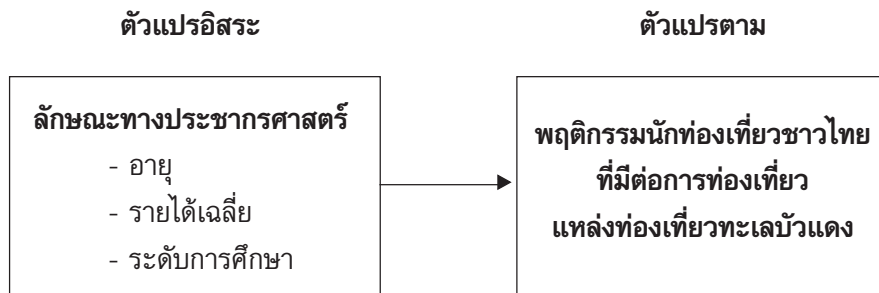 ตัวแปรอิสระ
ตัวแปรตาม
ลักษณะทางประชากรศาสตร์
- อายุ
- รายได้เฉลี่ย
- ระดับการศึกษา
พฤติกรรมนักท่องเที่ยวชาวไทย
ที่มีต่อการท่องเที่ยว
แหล่งท่องเที่ยวทะเลบัวแดง